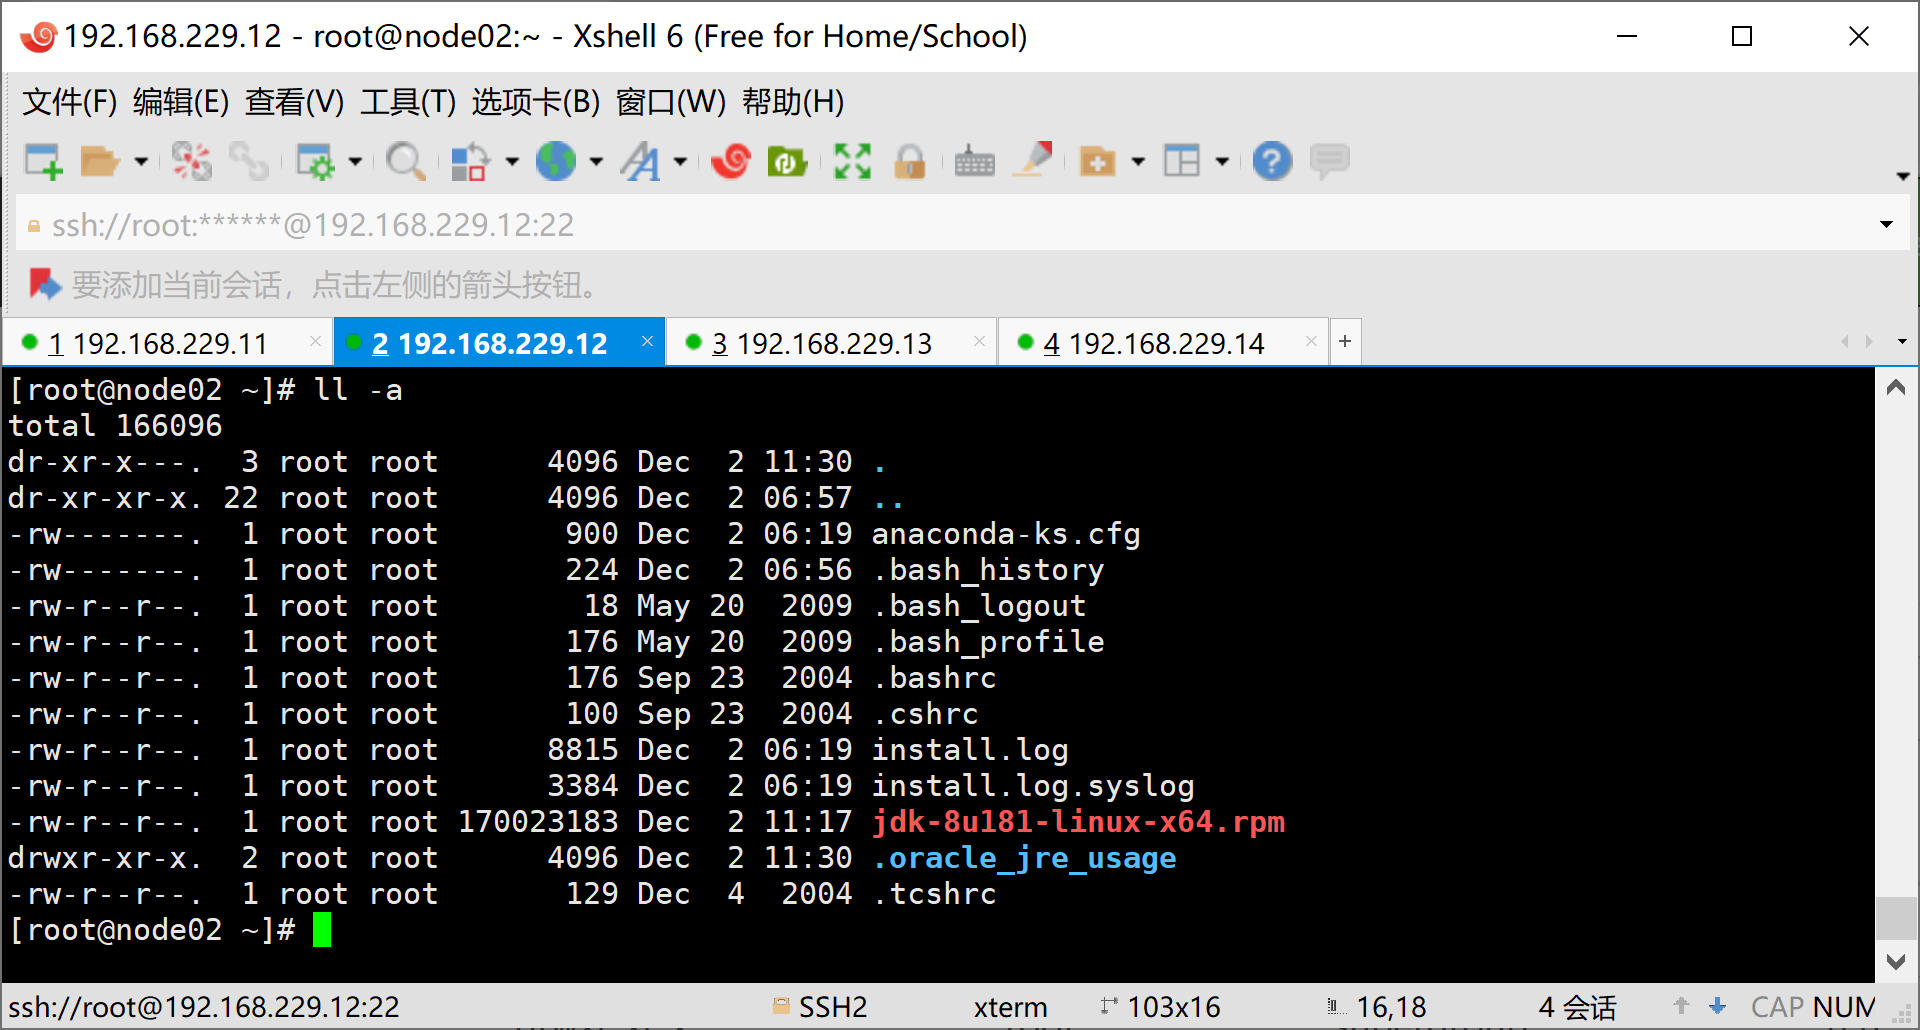 192.168.229.12 - root@node02:~ - Xshell 6 (Free for Home/School)
文件(F) 编辑(E) 查看(V) 工具(T) 选项卡(B) 窗口(W) 帮助(H)
ssh://root:******@192.168.229.12:22
要添加当前会话，点击左侧的箭头按钮。
1 192.168.229.11 × 2 192.168.229.12 × 3 192.168.229.13 × 4 192.168.229.14 × +
[root@node02 ~]# ll -a
total 166096
dr-xr-x---.  3 root root      4096 Dec  2 11:30 .
dr-xr-xr-x. 22 root root      4096 Dec  2 06:57 ..
-rw-------.  1 root root       900 Dec  2 06:19 anaconda-ks.cfg
-rw-------.  1 root root       224 Dec  2 06:56 .bash_history
-rw-r--r--.  1 root root        18 May 20  2009 .bash_logout
-rw-r--r--.  1 root root       176 May 20  2009 .bash_profile
-rw-r--r--.  1 root root       176 Sep 23  2004 .bashrc
-rw-r--r--.  1 root root       100 Sep 23  2004 .cshrc
-rw-r--r--.  1 root root      8815 Dec  2 06:19 install.log
-rw-r--r--.  1 root root      3384 Dec  2 06:19 install.log.syslog
-rw-r--r--.  1 root root 170023183 Dec  2 11:17 jdk-8u181-linux-x64.rpm
drwxr-xr-x.  2 root root      4096 Dec  2 11:30 .oracle_jre_usage
-rw-r--r--.  1 root root       129 Dec  4  2004 .tcshrc
[root@node02 ~]#
ssh://root@192.168.229.12:22 SSH2 xterm 103x16 16,18 4 会话 CAP NUM